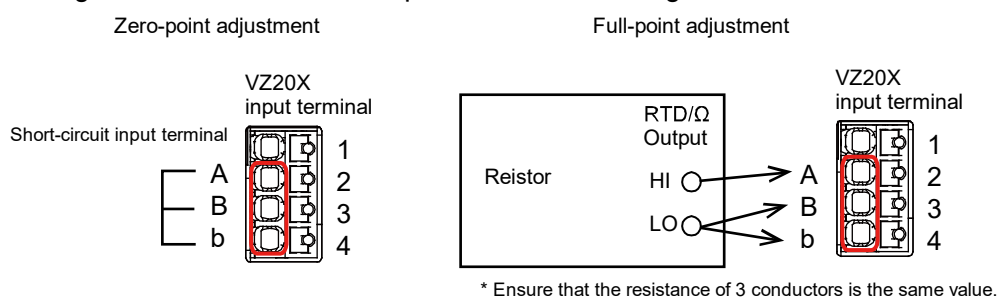 Zero-point adjustment
Full-point adjustment
VZ20X
input terminal
Short-circuit input terminal
A
B
b
1
2
3
4
Reistor
RTD/Ω
Output
HI
LO
A
B
b
VZ20X
input terminal
1
2
3
4
* Ensure that the resistance of 3 conductors is the same value.